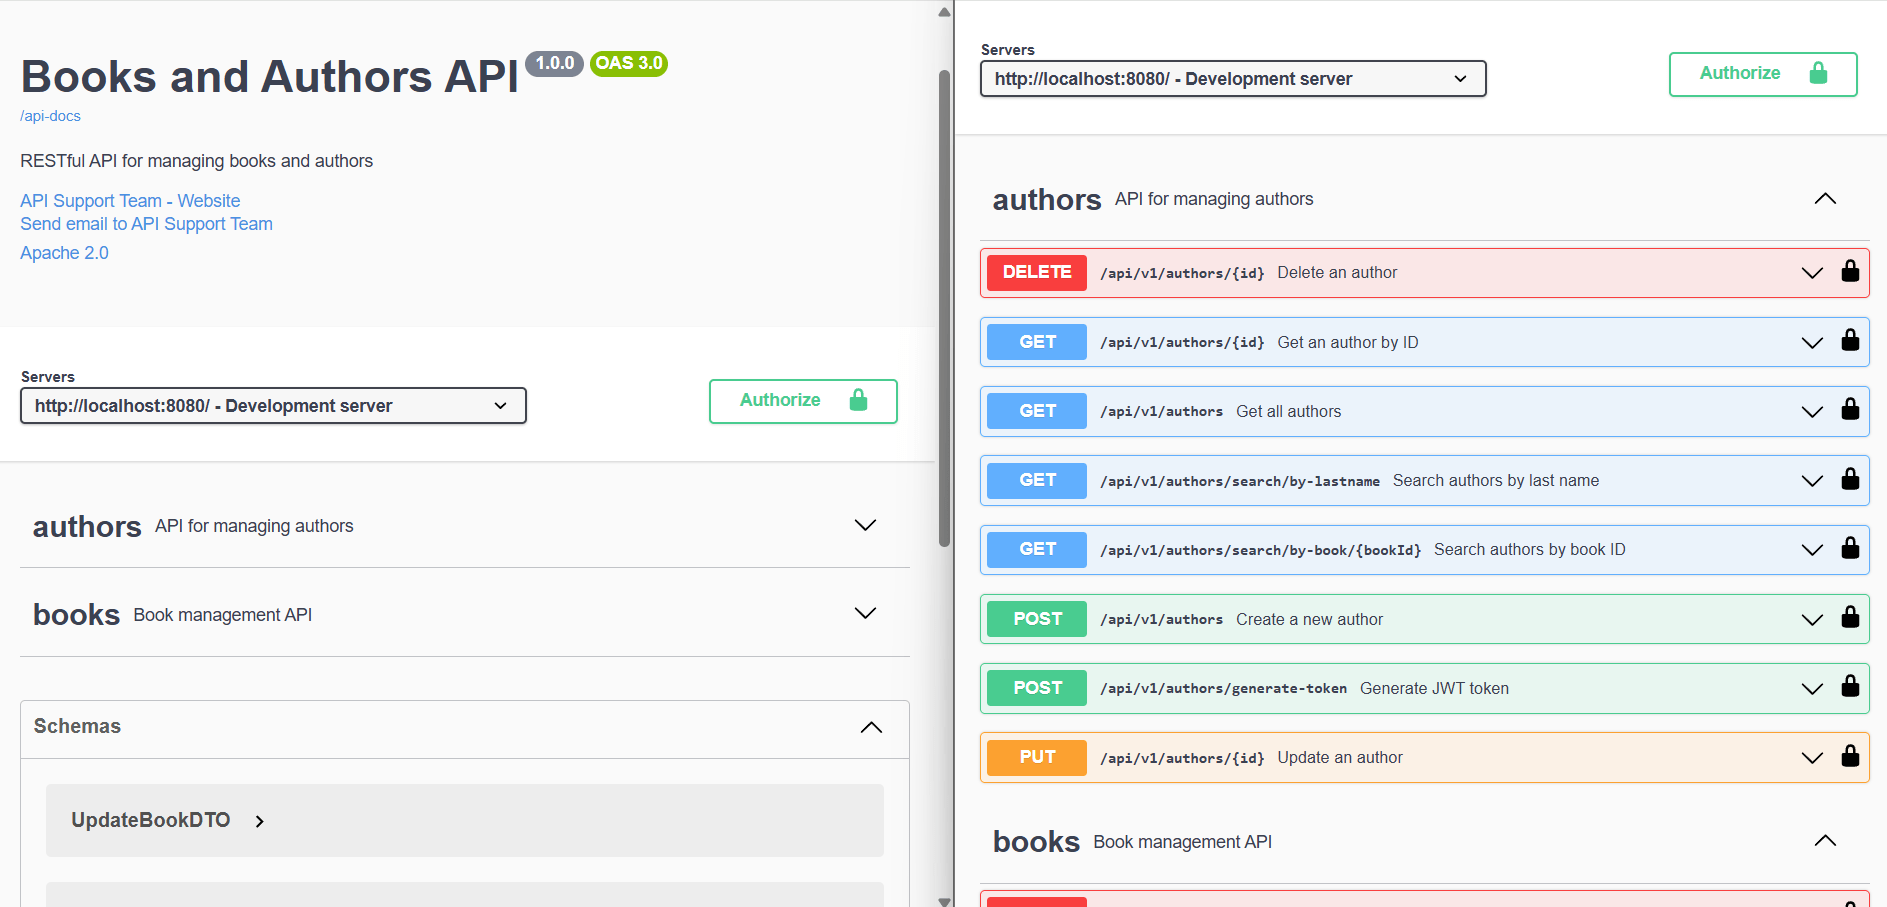 Books and Authors API 1.0.0 OAS 3.0
/api-docs
RESTful API for managing books and authors
API Support Team - Website
Send email to API Support Team
Apache 2.0
Servers
http://localhost:8080/ - Development server
Authorize
authors API for managing authors
books Book management API
Schemas
UpdateBookDTO
Servers
http://localhost:8080/ - Development server
Authorize
authors API for managing authors
DELETE /api/v1/authors/{id} Delete an author
GET /api/v1/authors/{id} Get an author by ID
GET /api/v1/authors Get all authors
GET /api/v1/authors/search/by-lastname Search authors by last name
GET /api/v1/authors/search/by-book/{bookId} Search authors by book ID
POST /api/v1/authors Create a new author
POST /api/v1/authors/generate-token Generate JWT token
PUT /api/v1/authors/{id} Update an author
books Book management API